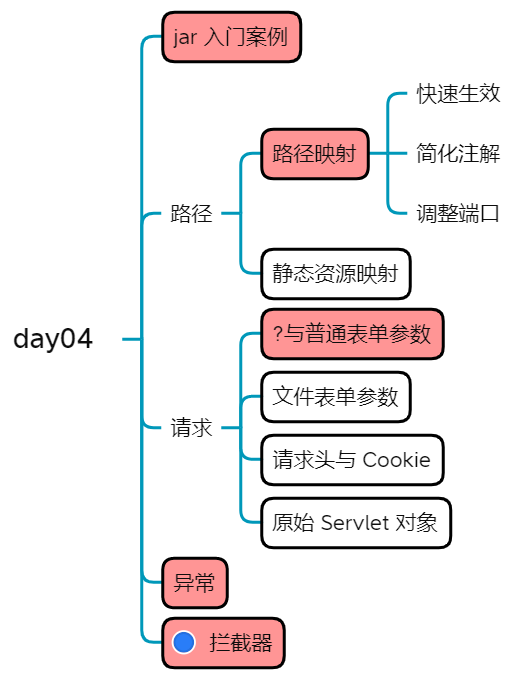 day04
jar 入门案例
路径
路径映射
快速生效
简化注解
调整端口
静态资源映射
请求
?与普通表单参数
文件表单参数
请求头与 Cookie
原始 Servlet 对象
异常
拦截器